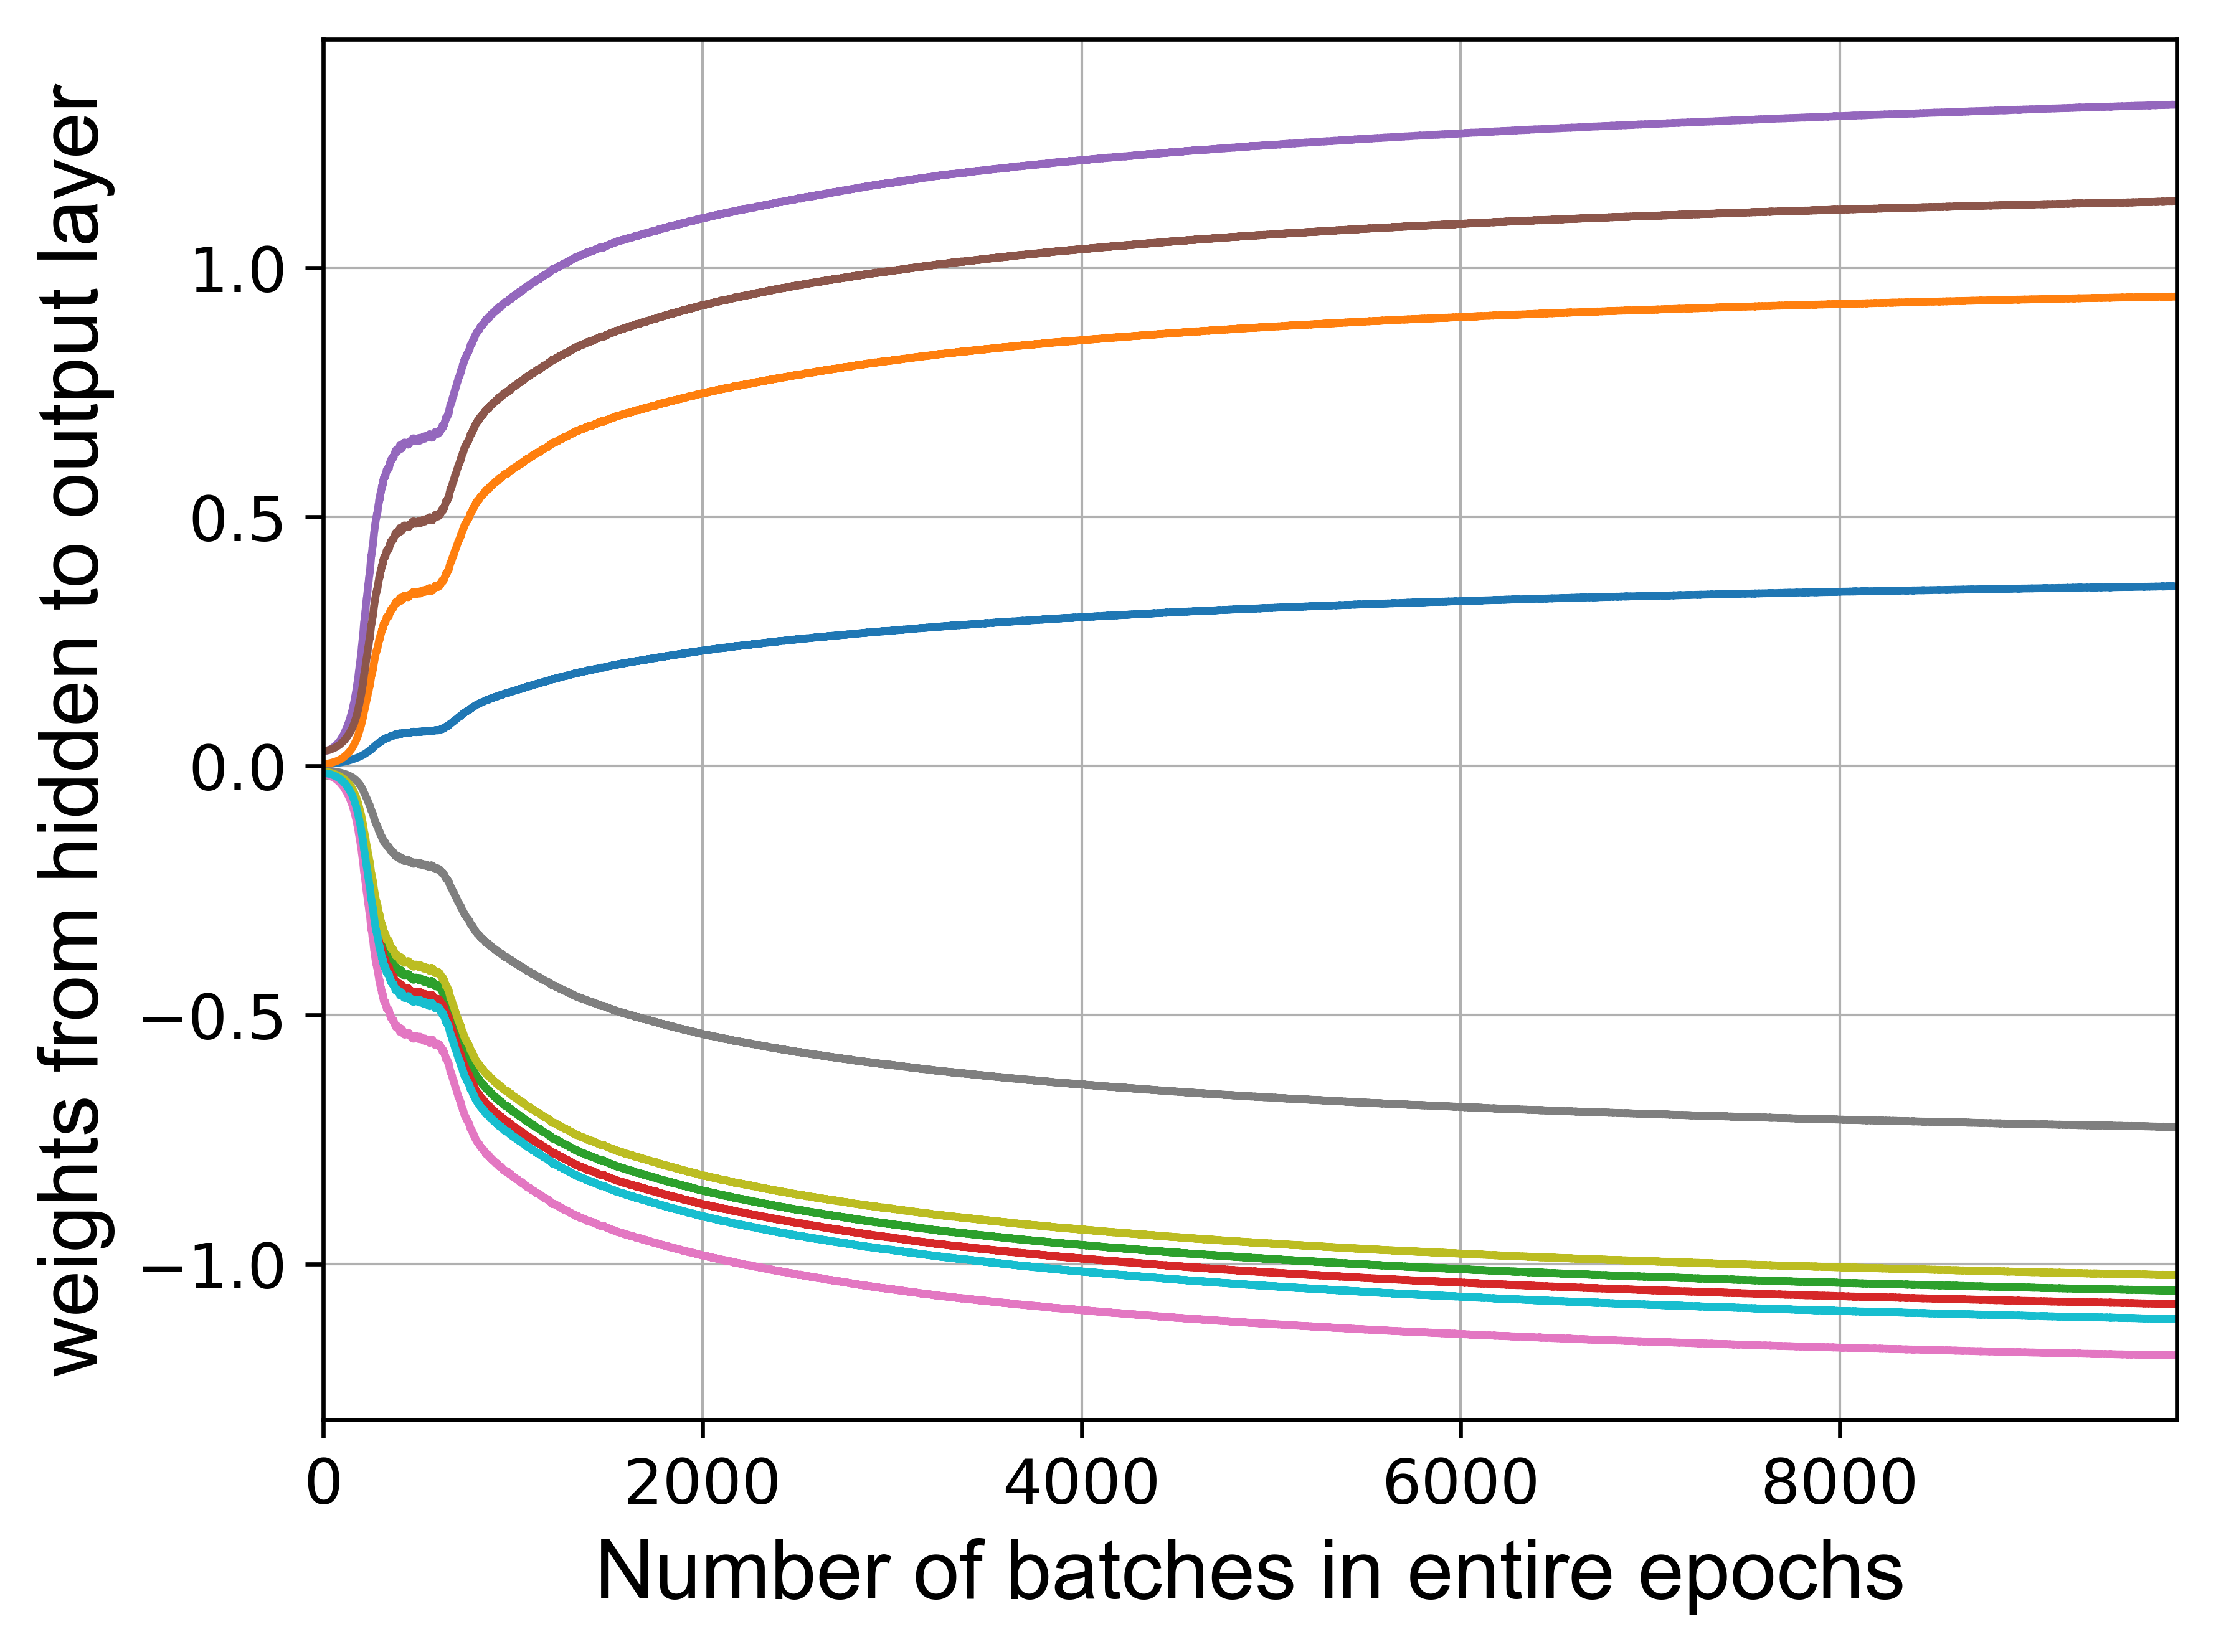 weights from hidden to output layer
1.0
0.5
0.0
−0.5
−1.0
0 2000 4000 6000 8000
Number of batches in entire epochs